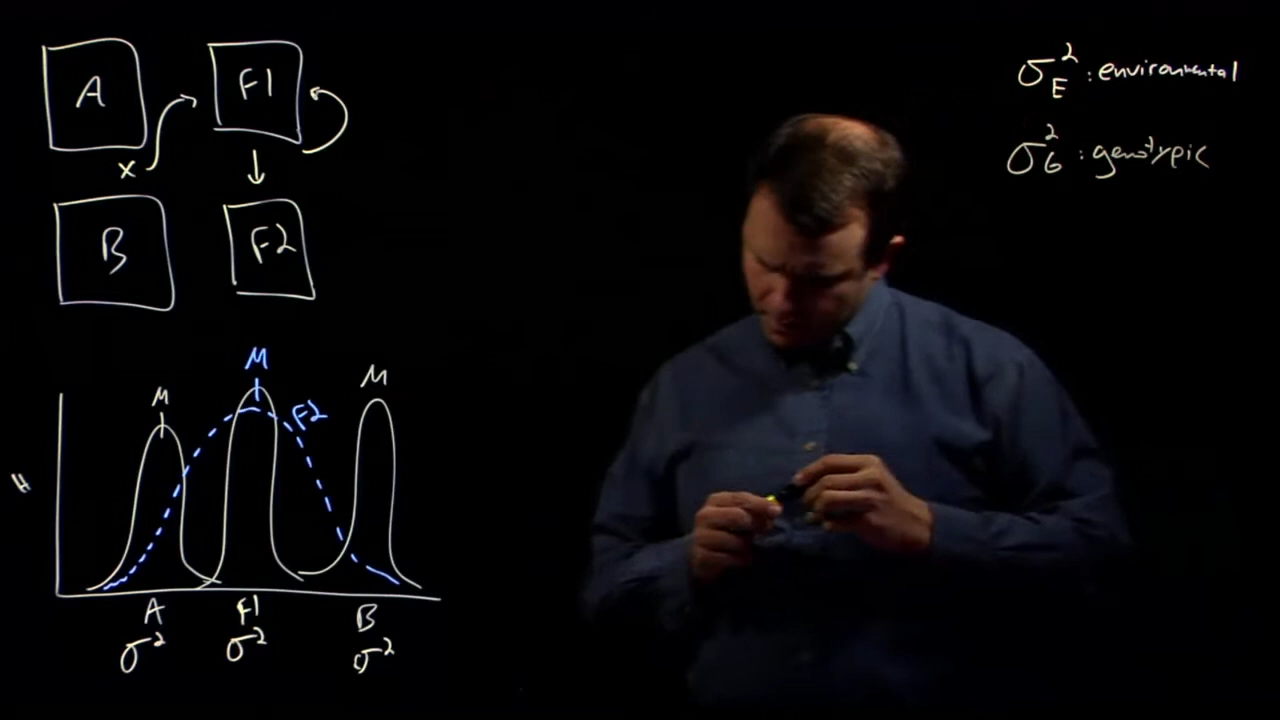 A
F1
x
B
F2
σ²E : environmental
σ²G : genotypic
M
M
M
F2
A
F1
B
σ²
σ²
σ²